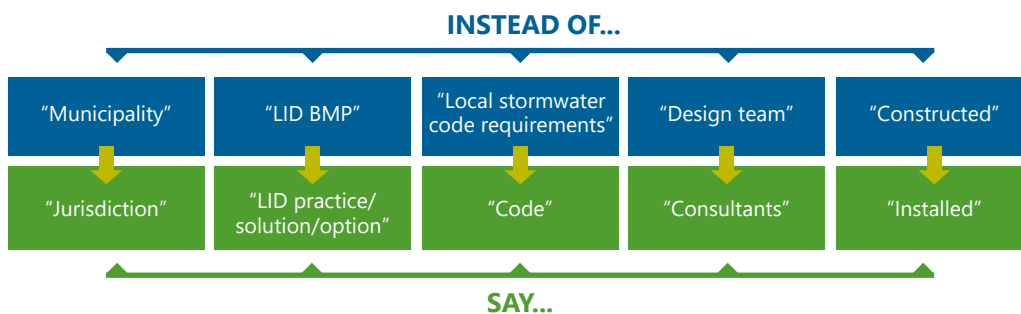 INSTEAD OF...
“Municipality”
“LID BMP”
“Local stormwater
code requirements”
“Design team”
“Constructed”
“Jurisdiction”
“LID practice/
solution/option”
“Code”
“Consultants”
“Installed”
SAY...